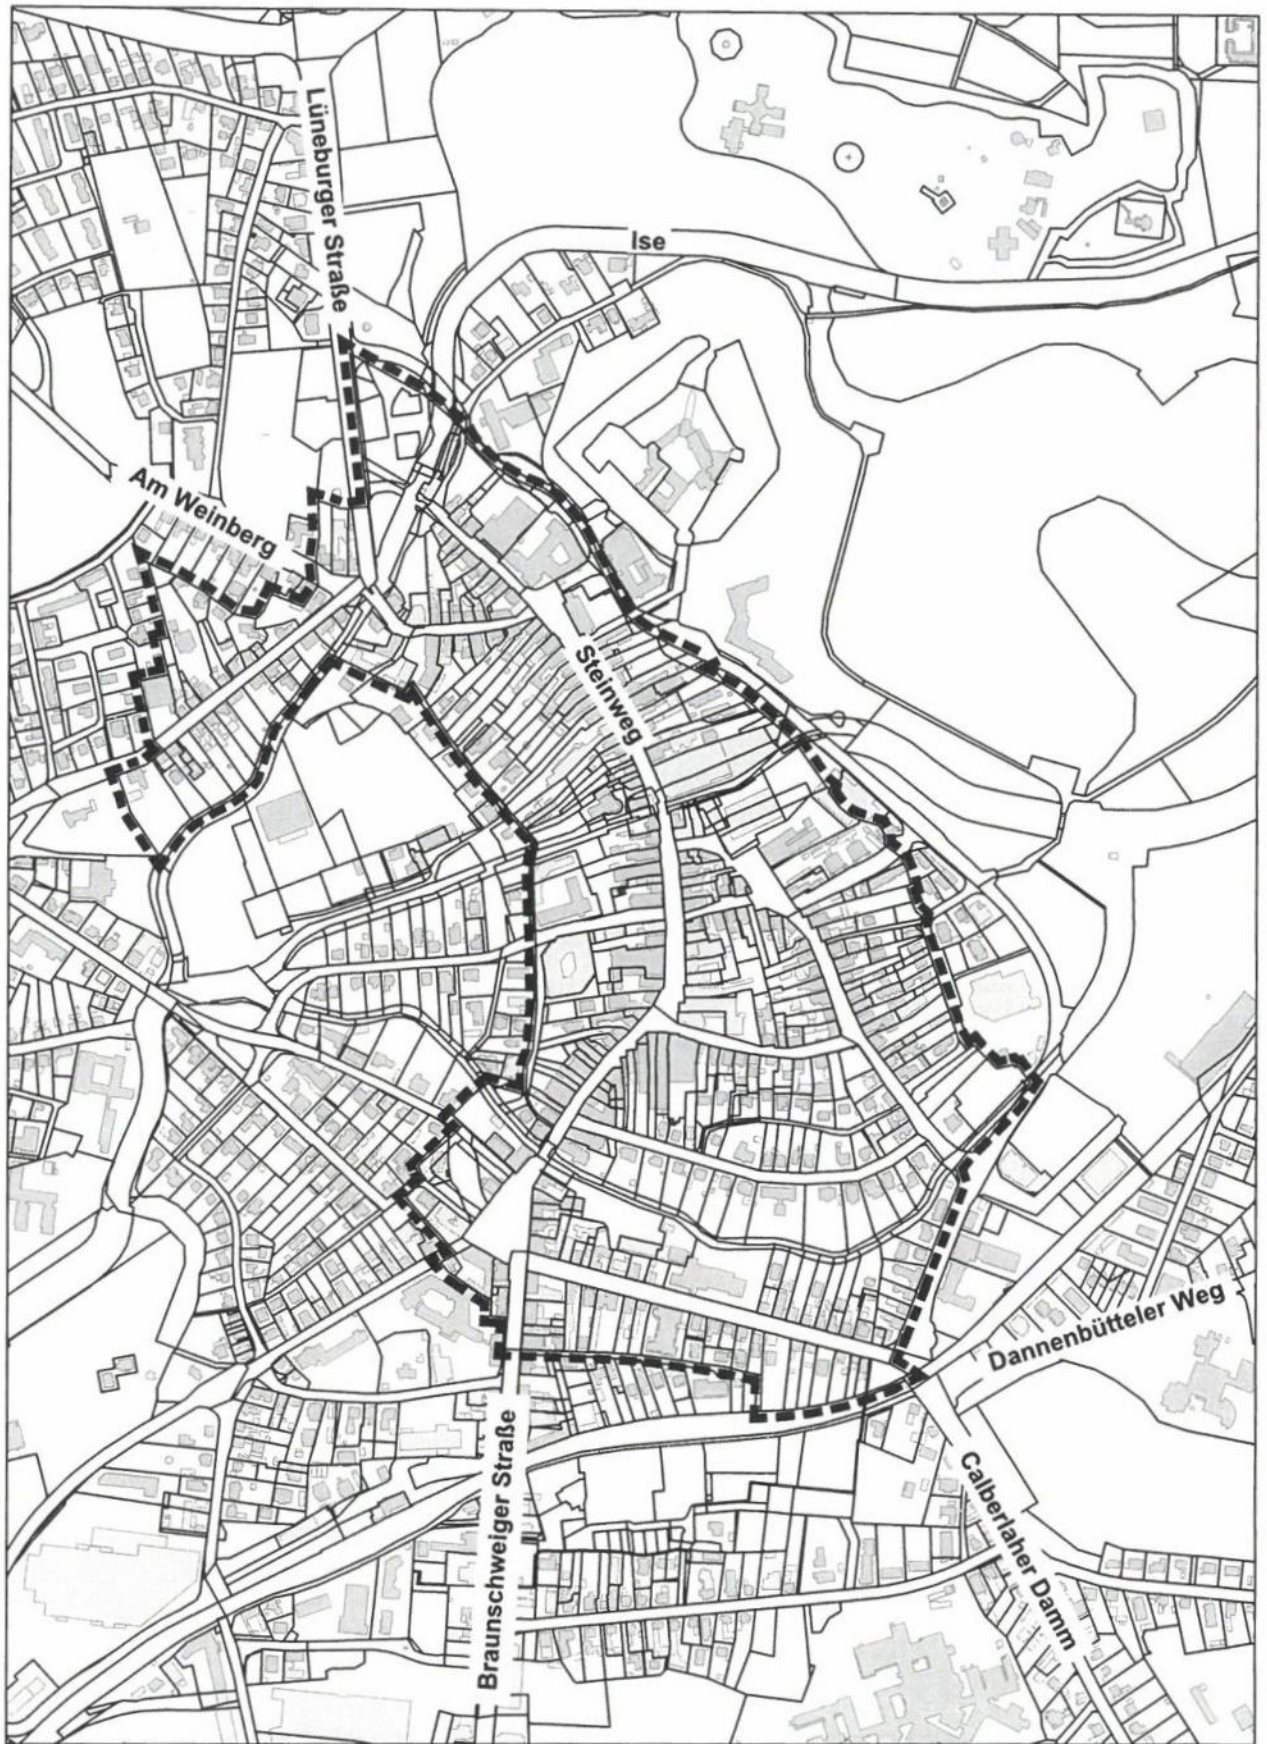 Lüneburger Straße
Ise
Am Weinberg
Steinweg
Dannenbütteler Weg
Braunschweiger Straße
Calberlaher Damm